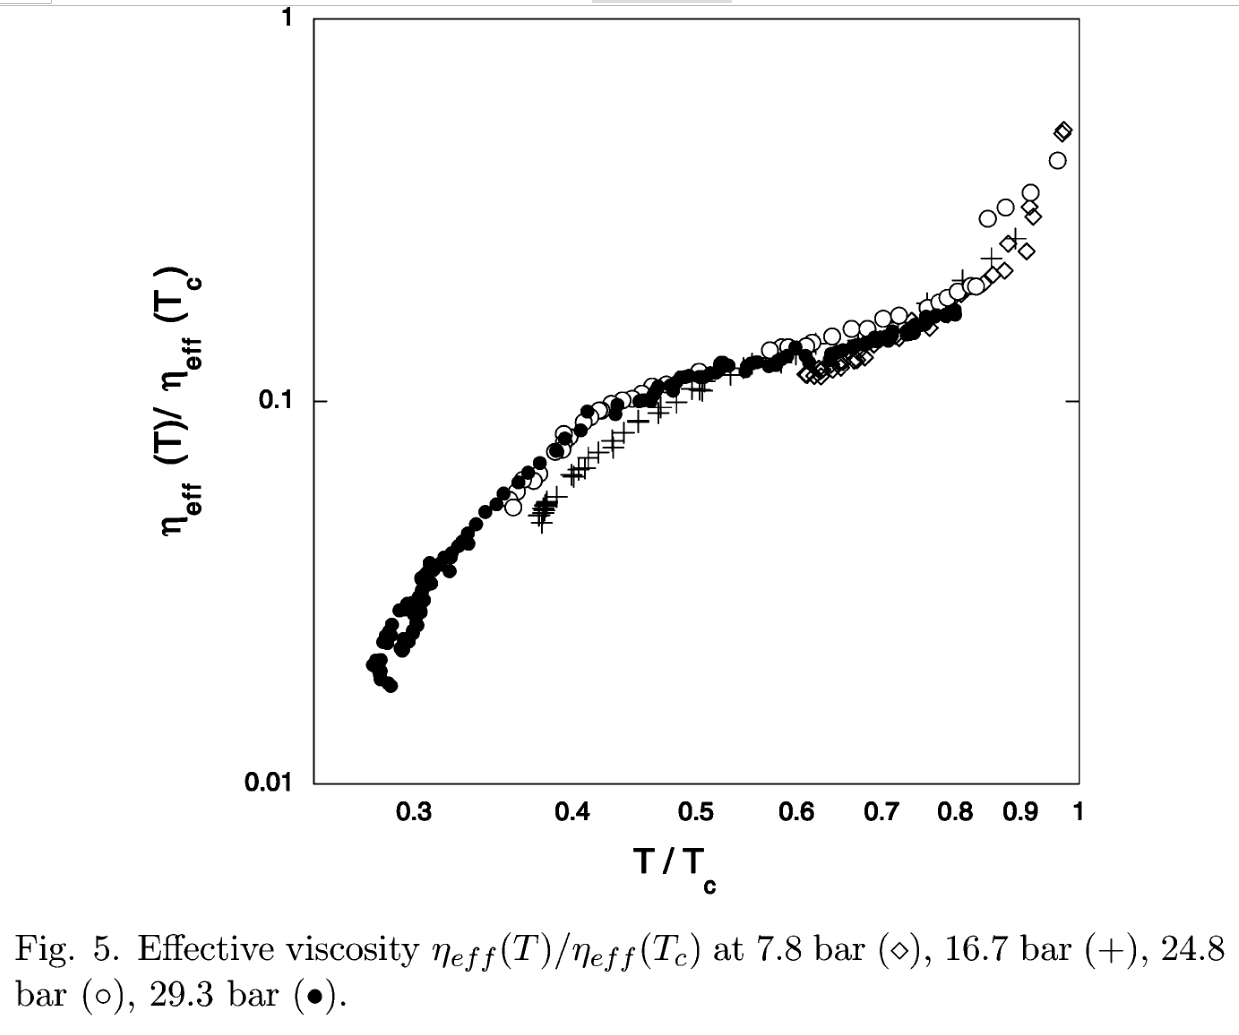 1
0.1
0.01
η_eff (T)/ η_eff (T_c)
0.3 0.4 0.5 0.6 0.7 0.8 0.9 1
T / T_c
Fig. 5. Effective viscosity η_eff(T)/η_eff(T_c) at 7.8 bar (⋄), 16.7 bar (+), 24.8
bar (○), 29.3 bar (●).